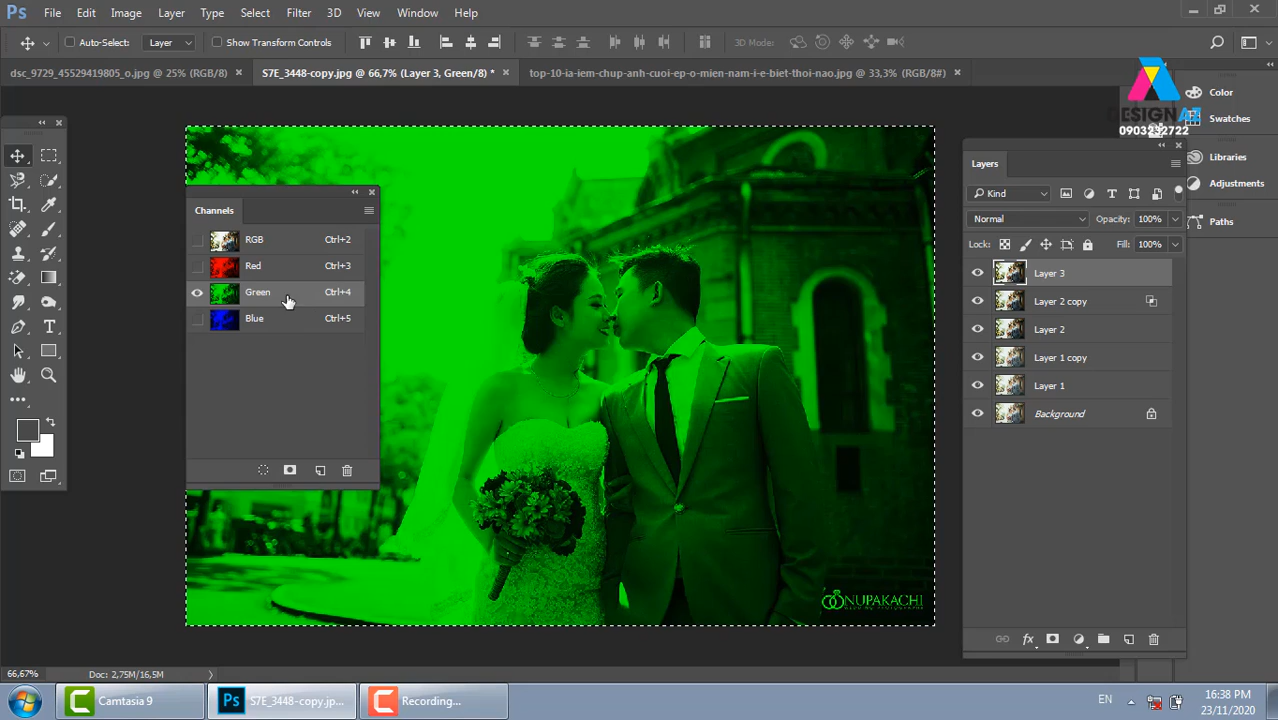 Ps File Edit Image Layer Type Select Filter 3D View Window Help
Auto-Select: Layer Show Transform Controls 3D Mode:
dsc_9729_45529419805_o.jpg @ 25% (RGB/8) × S7E_3448-copy.jpg @ 66,7% (Layer 3, Green/8) * × top-10-ia-iem-chup-anh-cuoi-ep-o-mien-nam-i-e-biet-thoi-nao.jpg @ 33,3% (RGB/8#) ×
DESIGN
0903232722
Color
Swatches
Libraries
Adjustments
Paths
Channels
RGB Ctrl+2
Red Ctrl+3
Green Ctrl+4
Blue Ctrl+5
Layers
Kind
Normal Opacity: 100%
Lock: Fill: 100%
Layer 3
Layer 2 copy
Layer 2
Layer 1 copy
Layer 1
Background
fx
NUPAKACHI
66,67% Doc: 2,75M/16,5M
Camtasia 9 Ps S7E_3448-copy.jp... Recording...
EN 16:38 PM
23/11/2020